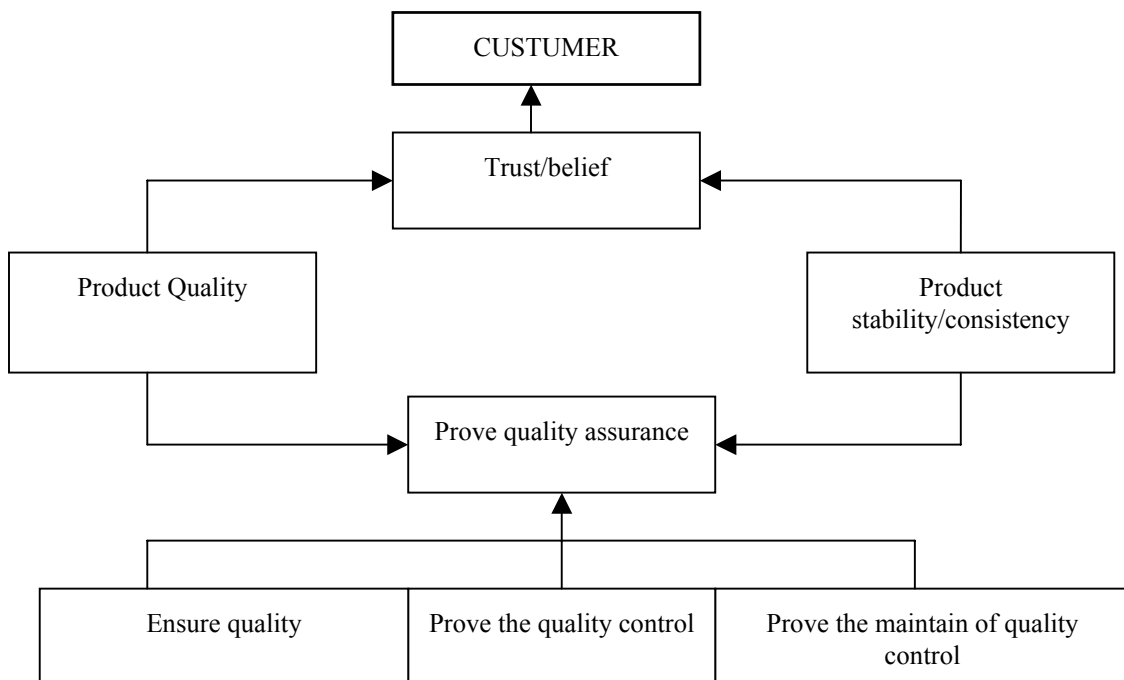 CUSTUMER
Trust/belief
Product Quality
Product
stability/consistency
Prove quality assurance
Ensure quality
Prove the quality control
Prove the maintain of quality
control